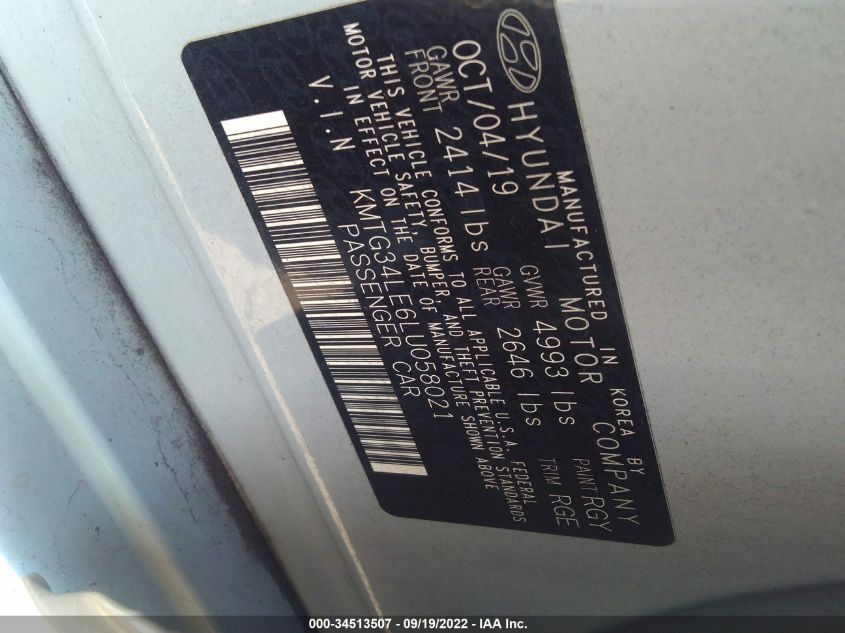 MANUFACTURED IN KOREA BY
HYUNDAI MOTOR COMPANY
OCT/04/19 GVWR 4993 lbs PAINT RGY
GAWR FRONT 2414 lbs GAWR REAR 2646 lbs TRIM RGE
THIS VEHICLE CONFORMS TO ALL APPLICABLE U.S.A. FEDERAL
MOTOR VEHICLE SAFETY, BUMPER, AND THEFT PREVENTION STANDARDS
IN EFFECT ON THE DATE OF MANUFACTURE SHOWN ABOVE
V.I.N KMTG34LE6LU058021
PASSENGER CAR
000-34513507 - 09/19/2022 - IAA Inc.